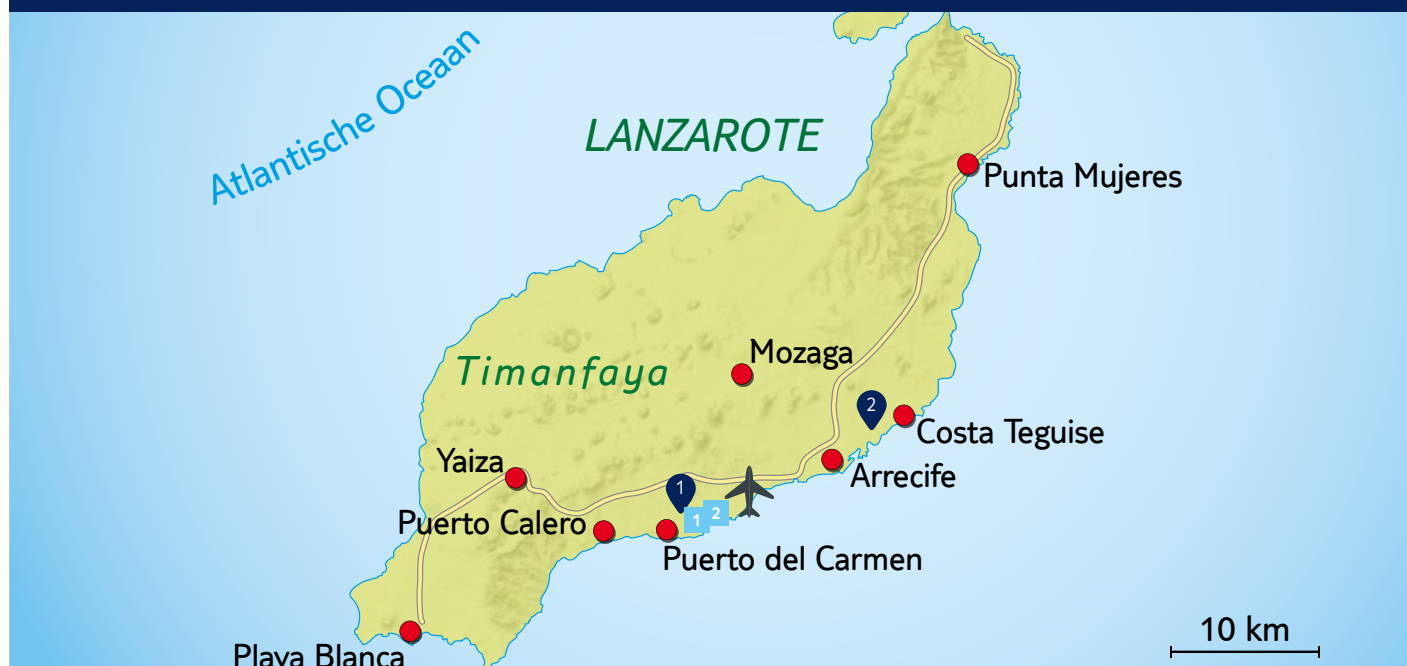 Atlantische Oceaan
LANZAROTE
Punta Mujeres
Mozaga
Timanfaya
2
Costa Teguise
Yaiza
Arrecife
1
1
2
Puerto Calero
Puerto del Carmen
10 km
Playa Blanca